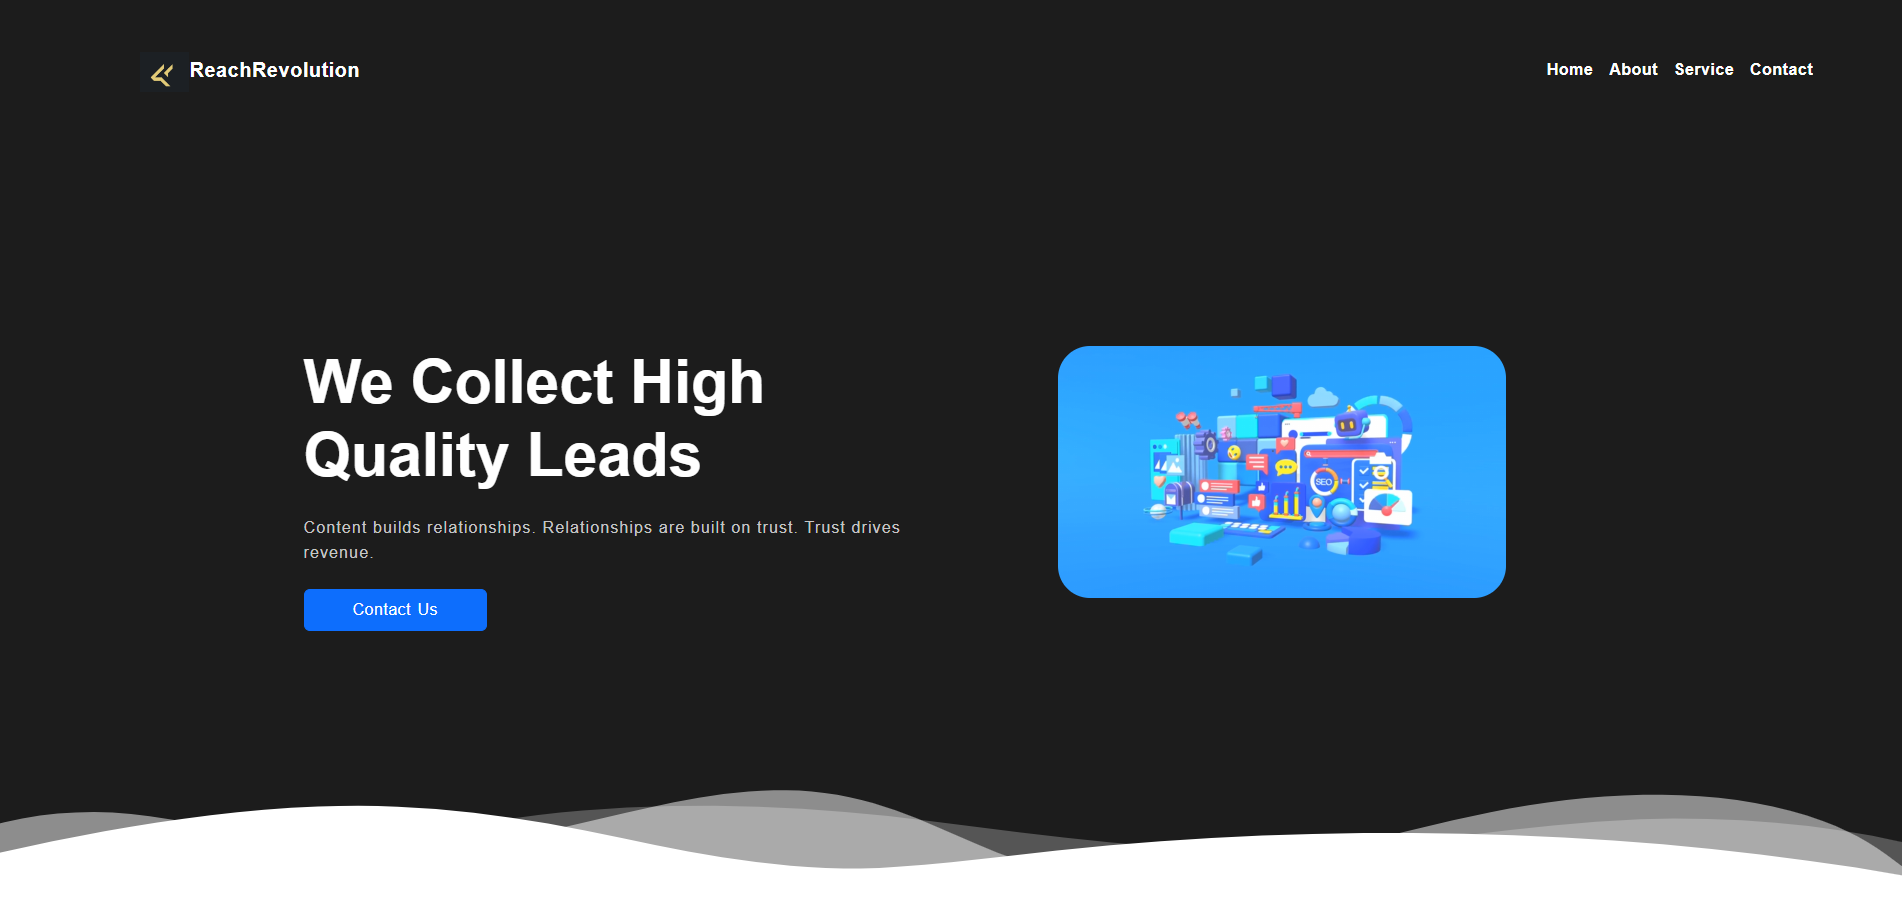 ReachRevolution
Home About Service Contact
We Collect High
Quality Leads
Content builds relationships. Relationships are built on trust. Trust drives
revenue.
Contact Us
SEO